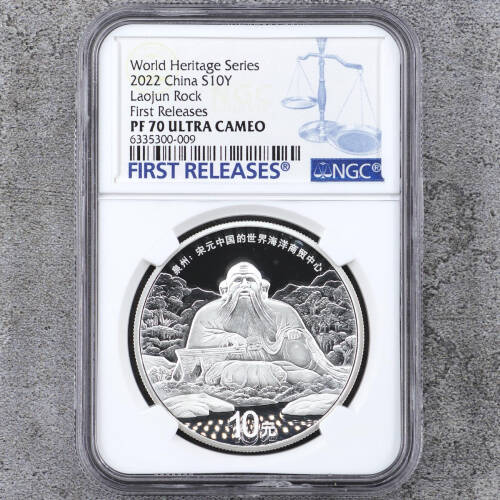 World Heritage Series
2022 China S10Y
LaoJun Rock
First Releases
PF 70 ULTRA CAMEO
6335300-009
FIRST RELEASES®
NGC®
泉州：宋元中国的世界海洋商贸中心
10元